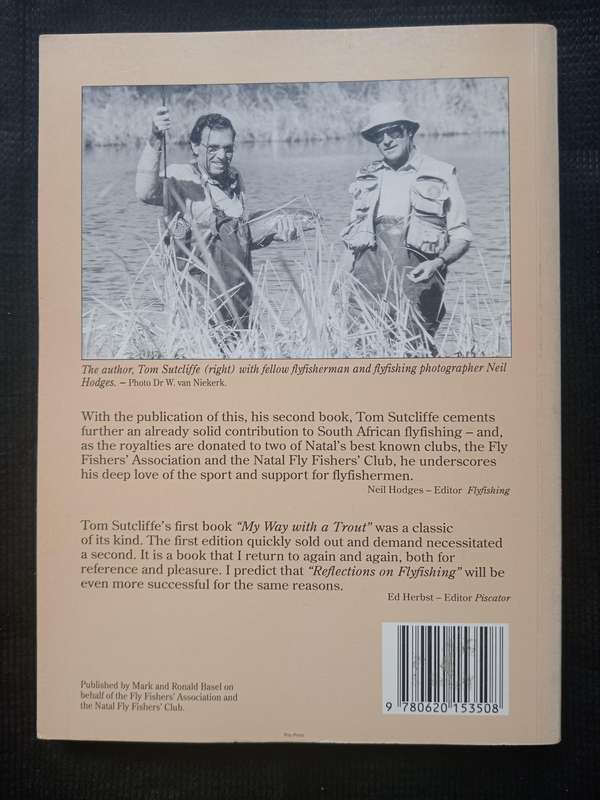 The author, Tom Sutcliffe (right) with fellow flyfisherman and flyfishing photographer Neil
Hodges. – Photo Dr W. van Niekerk.
With the publication of this, his second book, Tom Sutcliffe cements
further an already solid contribution to South African flyfishing – and,
as the royalties are donated to two of Natal's best known clubs, the Fly
Fishers' Association and the Natal Fly Fishers' Club, he underscores
his deep love of the sport and support for flyfishermen.
Neil Hodges – Editor Flyfishing
Tom Sutcliffe's first book "My Way with a Trout" was a classic
of its kind. The first edition quickly sold out and demand necessitated
a second. It is a book that I return to again and again, both for
reference and pleasure. I predict that "Reflections on Flyfishing" will be
even more successful for the same reasons.
Ed Herbst – Editor Piscator
Published by Mark and Ronald Basel on
behalf of the Fly Fishers' Association and
the Natal Fly Fishers' Club.
9 780620 153508